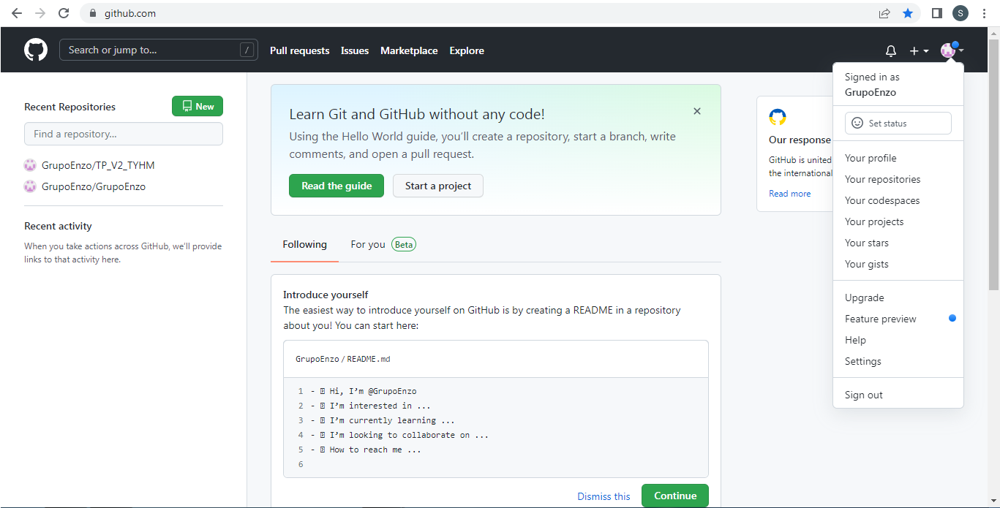 github.com
S
Search or jump to...
/
Pull requests
Issues
Marketplace
Explore
Recent Repositories
New
Find a repository...
GrupoEnzo/TP_V2_TYHM
GrupoEnzo/GrupoEnzo
Recent activity
When you take actions across GitHub, we'll provide
links to that activity here.
Learn Git and GitHub without any code!
Using the Hello World guide, you'll create a repository, start a branch, write
comments, and open a pull request.
Read the guide
Start a project
Following
For you
Beta
Introduce yourself
The easiest way to introduce yourself on GitHub is by creating a README in a repository
about you! You can start here:
GrupoEnzo/README.md
1 - Hi, I'm @GrupoEnzo
2 - I'm interested in ...
3 - I'm currently learning ...
4 - I'm looking to collaborate on ...
5 - How to reach me ...
6
Dismiss this
Continue
Our response
GitHub is united
the international
Read more
Signed in as
GrupoEnzo
Set status
Your profile
Your repositories
Your codespaces
Your projects
Your stars
Your gists
Upgrade
Feature preview
Help
Settings
Sign out